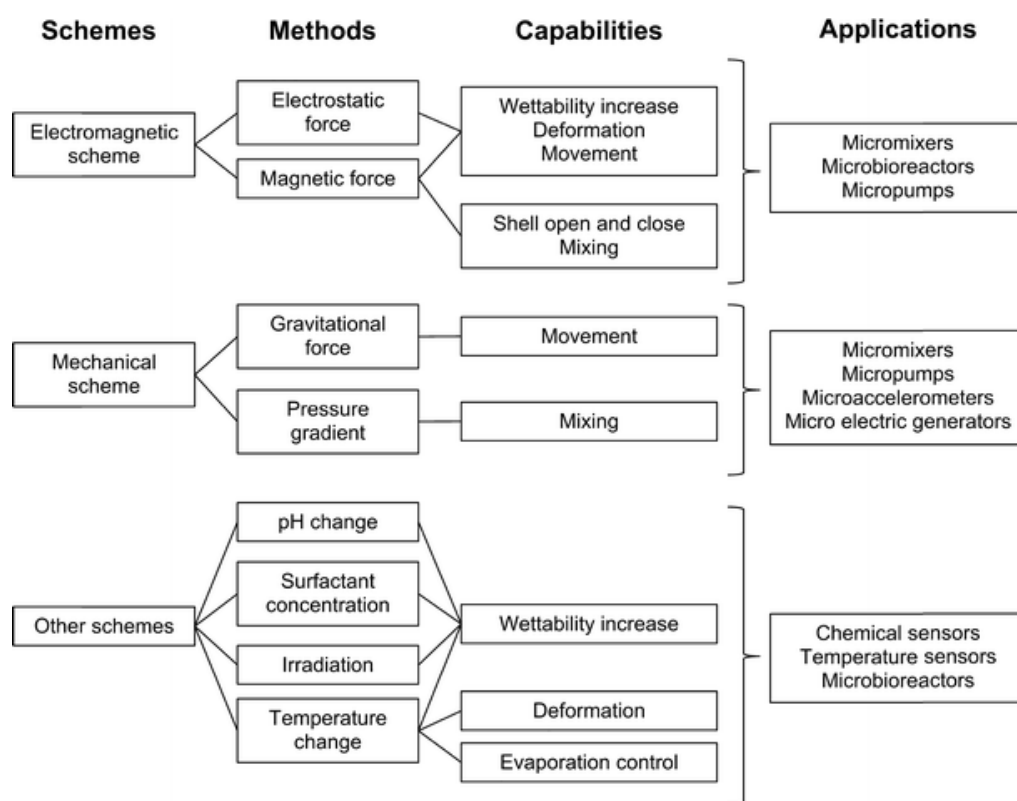 Schemes
Methods
Capabilities
Applications
Electromagnetic
scheme
Electrostatic
force
Magnetic force
Wettability increase
Deformation
Movement
Shell open and close
Mixing
Micromixers
Microbioreactors
Micropumps
Mechanical
scheme
Gravitational
force
Pressure
gradient
Movement
Mixing
Micromixers
Micropumps
Microaccelerometers
Micro electric generators
Other schemes
pH change
Surfactant
concentration
Irradiation
Temperature
change
Wettability increase
Deformation
Evaporation control
Chemical sensors
Temperature sensors
Microbioreactors